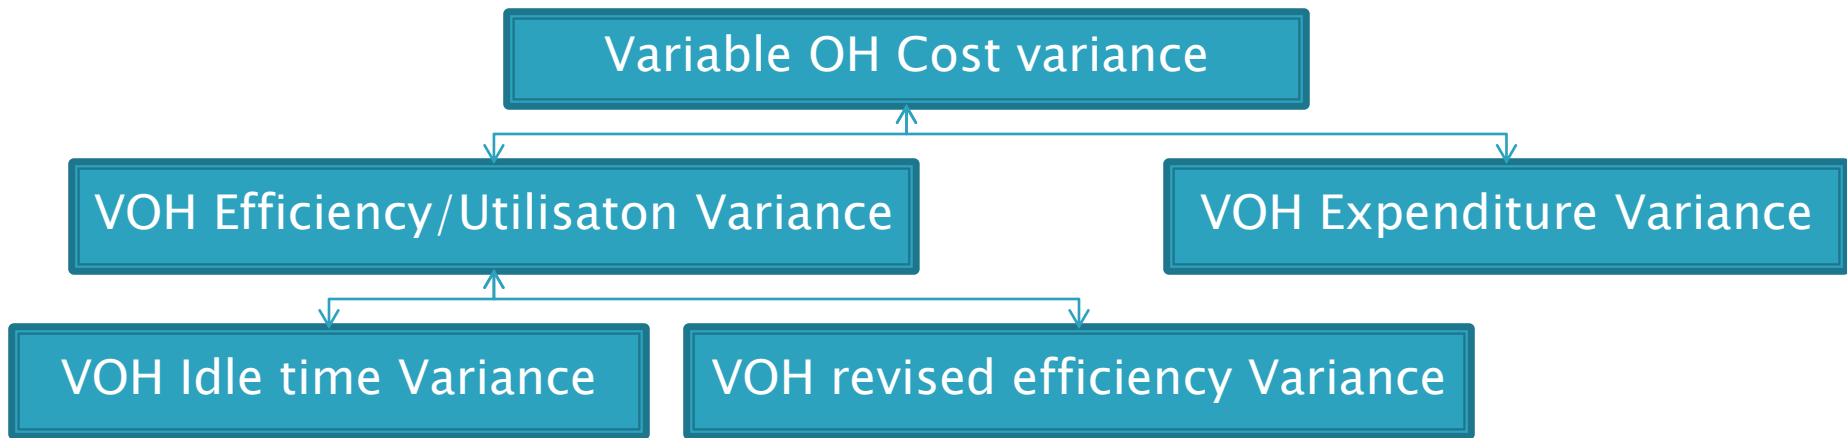 Variable OH Cost variance
VOH Efficiency/Utilisaton Variance
VOH Expenditure Variance
VOH Idle time Variance
VOH revised efficiency Variance